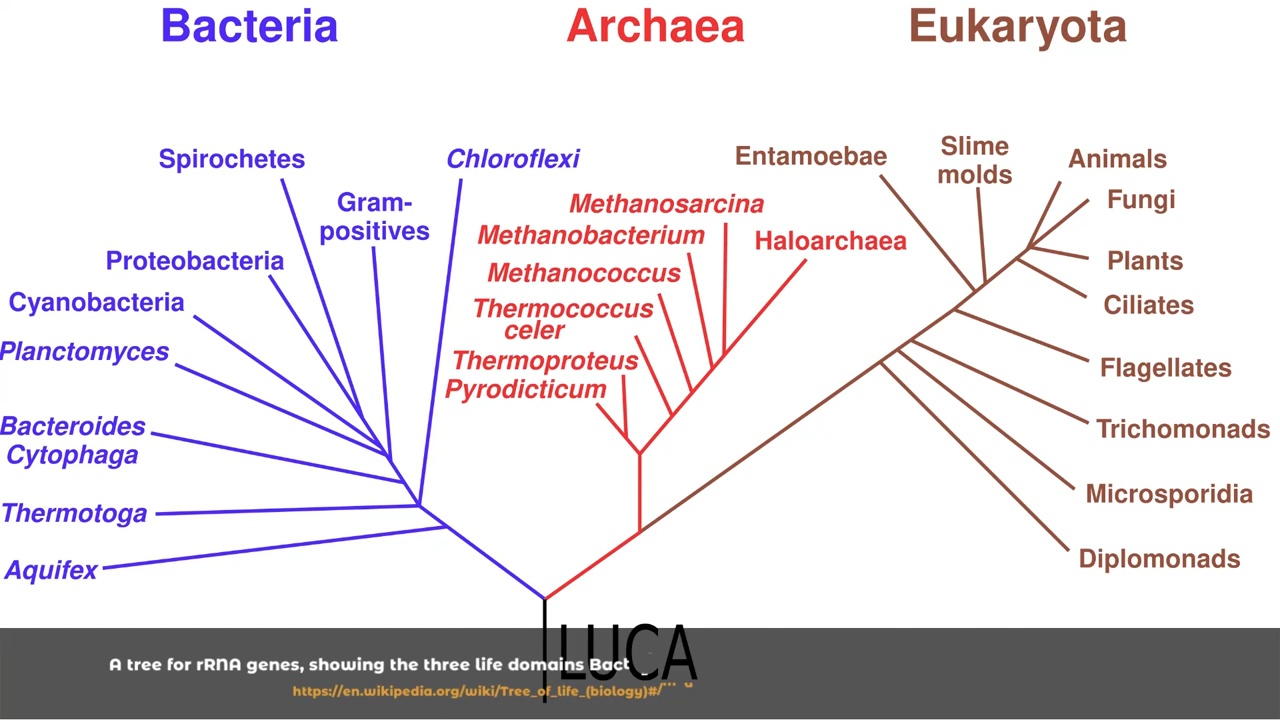 Bacteria
Archaea
Eukaryota
Spirochetes
Chloroflexi
Gram-
positives
Proteobacteria
Cyanobacteria
Planctomyces
Bacteroides
Cytophaga
Thermotoga
Aquifex
Methanosarcina
Methanobacterium
Haloarchaea
Methanococcus
Thermococcus
celer
Thermoproteus
Pyrodicticum
Entamoebae
Slime
molds
Animals
Fungi
Plants
Ciliates
Flagellates
Trichomonads
Microsporidia
Diplomonads
LUCA
A tree for rRNA genes, showing the three life domains Bact
https://en.wikipedia.org/wiki/Tree_of_life_(biology)#/